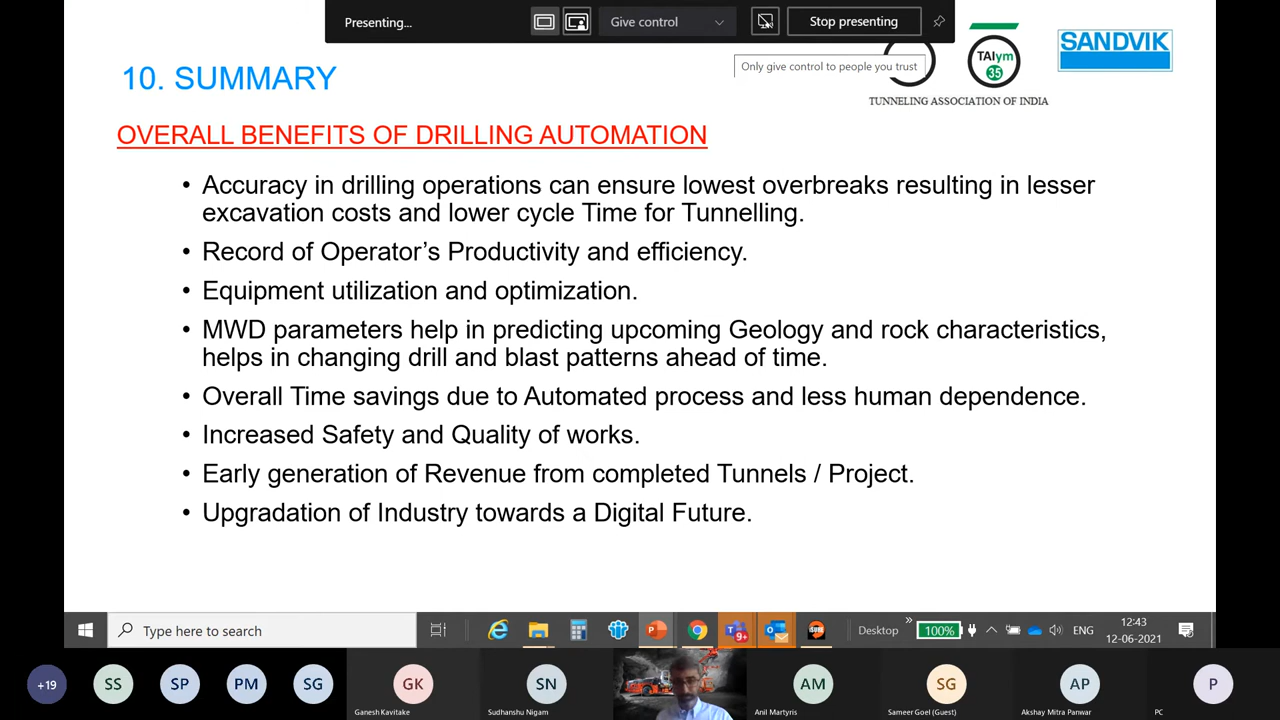 Presenting...
Give control
Stop presenting
Only give control to people you trust
TAIym
35
SANDVIK
TUNNELING ASSOCIATION OF INDIA
10. SUMMARY
OVERALL BENEFITS OF DRILLING AUTOMATION
• Accuracy in drilling operations can ensure lowest overbreaks resulting in lesser
excavation costs and lower cycle Time for Tunnelling.
• Record of Operator’s Productivity and efficiency.
• Equipment utilization and optimization.
• MWD parameters help in predicting upcoming Geology and rock characteristics,
helps in changing drill and blast patterns ahead of time.
• Overall Time savings due to Automated process and less human dependence.
• Increased Safety and Quality of works.
• Early generation of Revenue from completed Tunnels / Project.
• Upgradation of Industry towards a Digital Future.
Type here to search
9+
Desktop
100%
ENG
12:43
12-06-2021
+19
SS
SP
PM
SG
GK
Ganesh Kavitake
SN
Sudhanshu Nigam
AM
Anil Martyris
SG
Sameer Goel (Guest)
AP
Akshay Mitra Panwar
P
PC